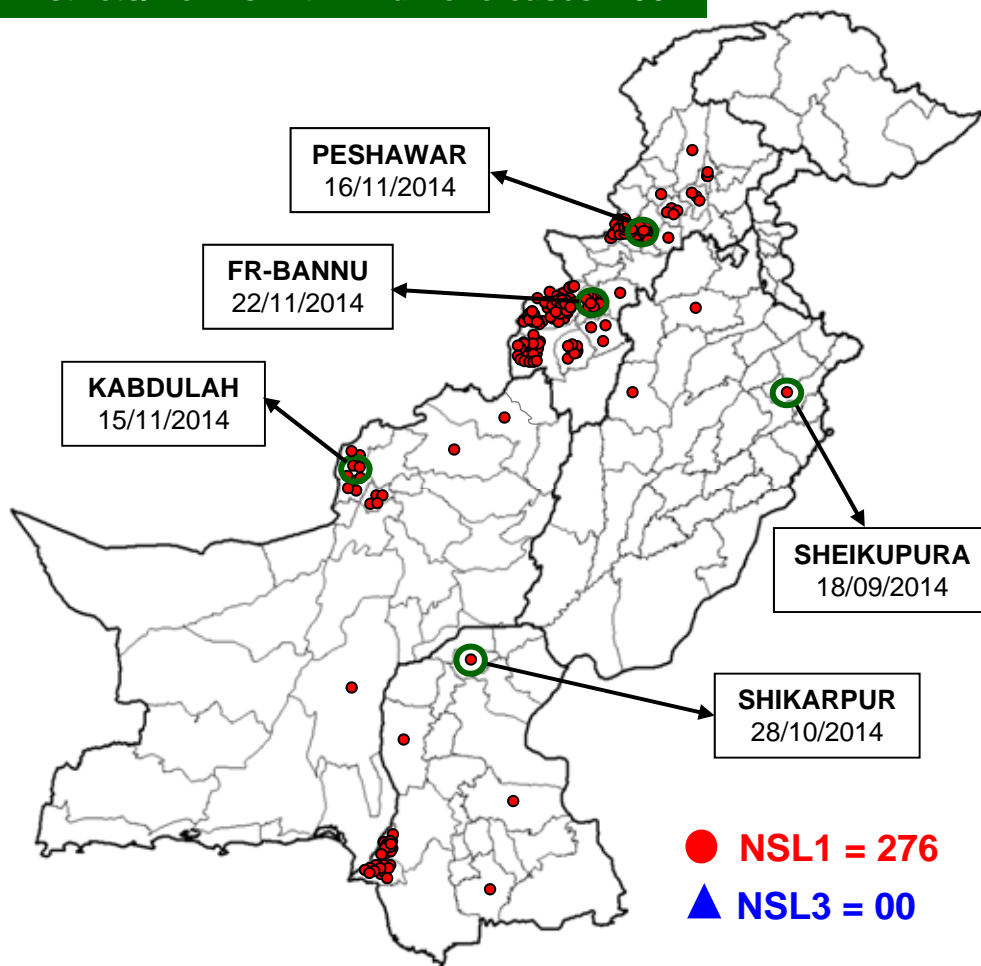 PESHAWAR
16/11/2014
FR-BANNU
22/11/2014
KABDULAH
15/11/2014
SHEIKUPURA
18/09/2014
SHIKARPUR
28/10/2014
NSL1 = 276
NSL3 = 00